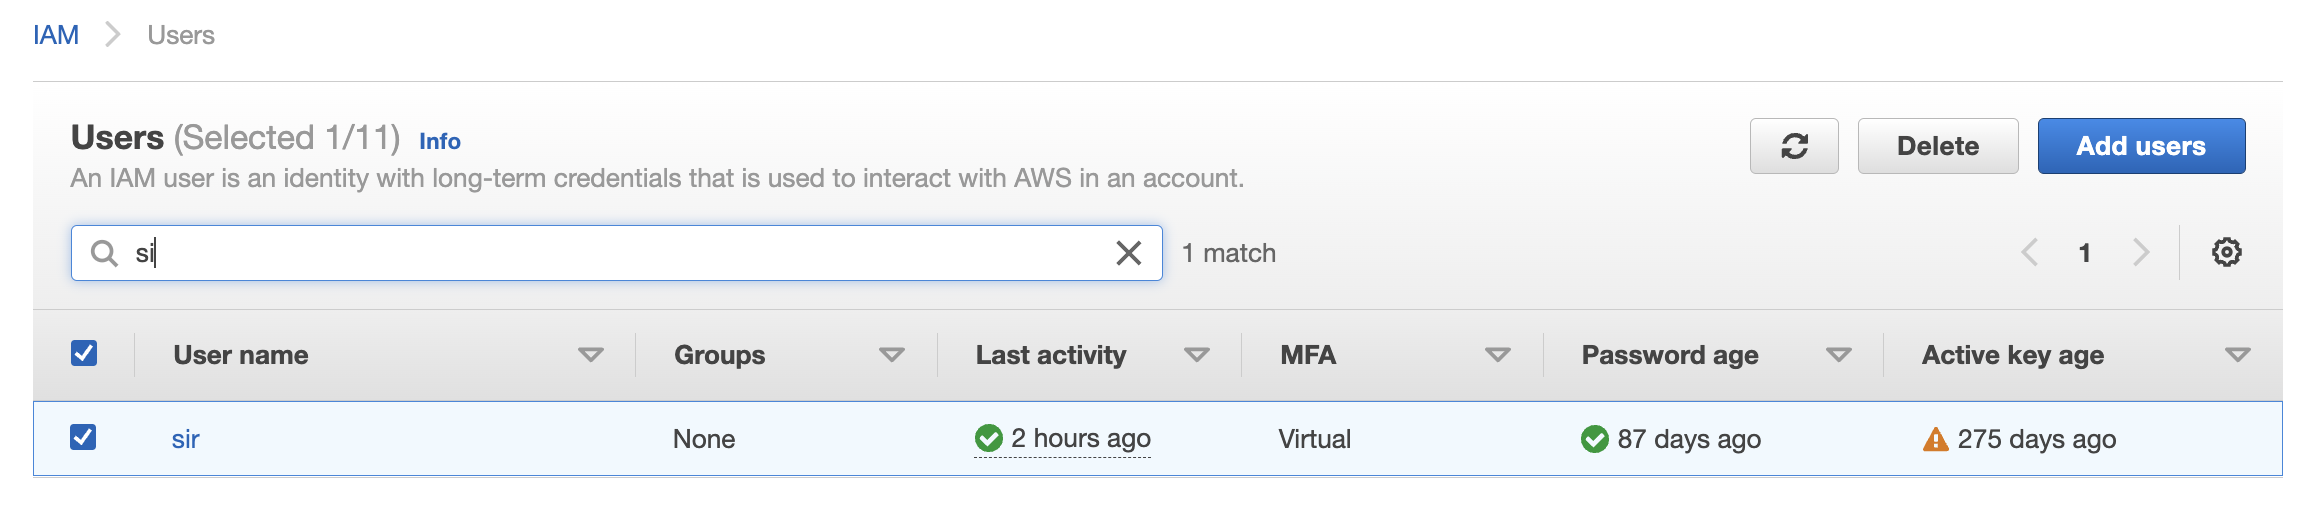 IAM > Users
Users (Selected 1/11) Info
An IAM user is an identity with long-term credentials that is used to interact with AWS in an account.
Delete
Add users
si
1 match
1
User name Groups Last activity MFA Password age Active key age
sir None 2 hours ago Virtual 87 days ago 275 days ago